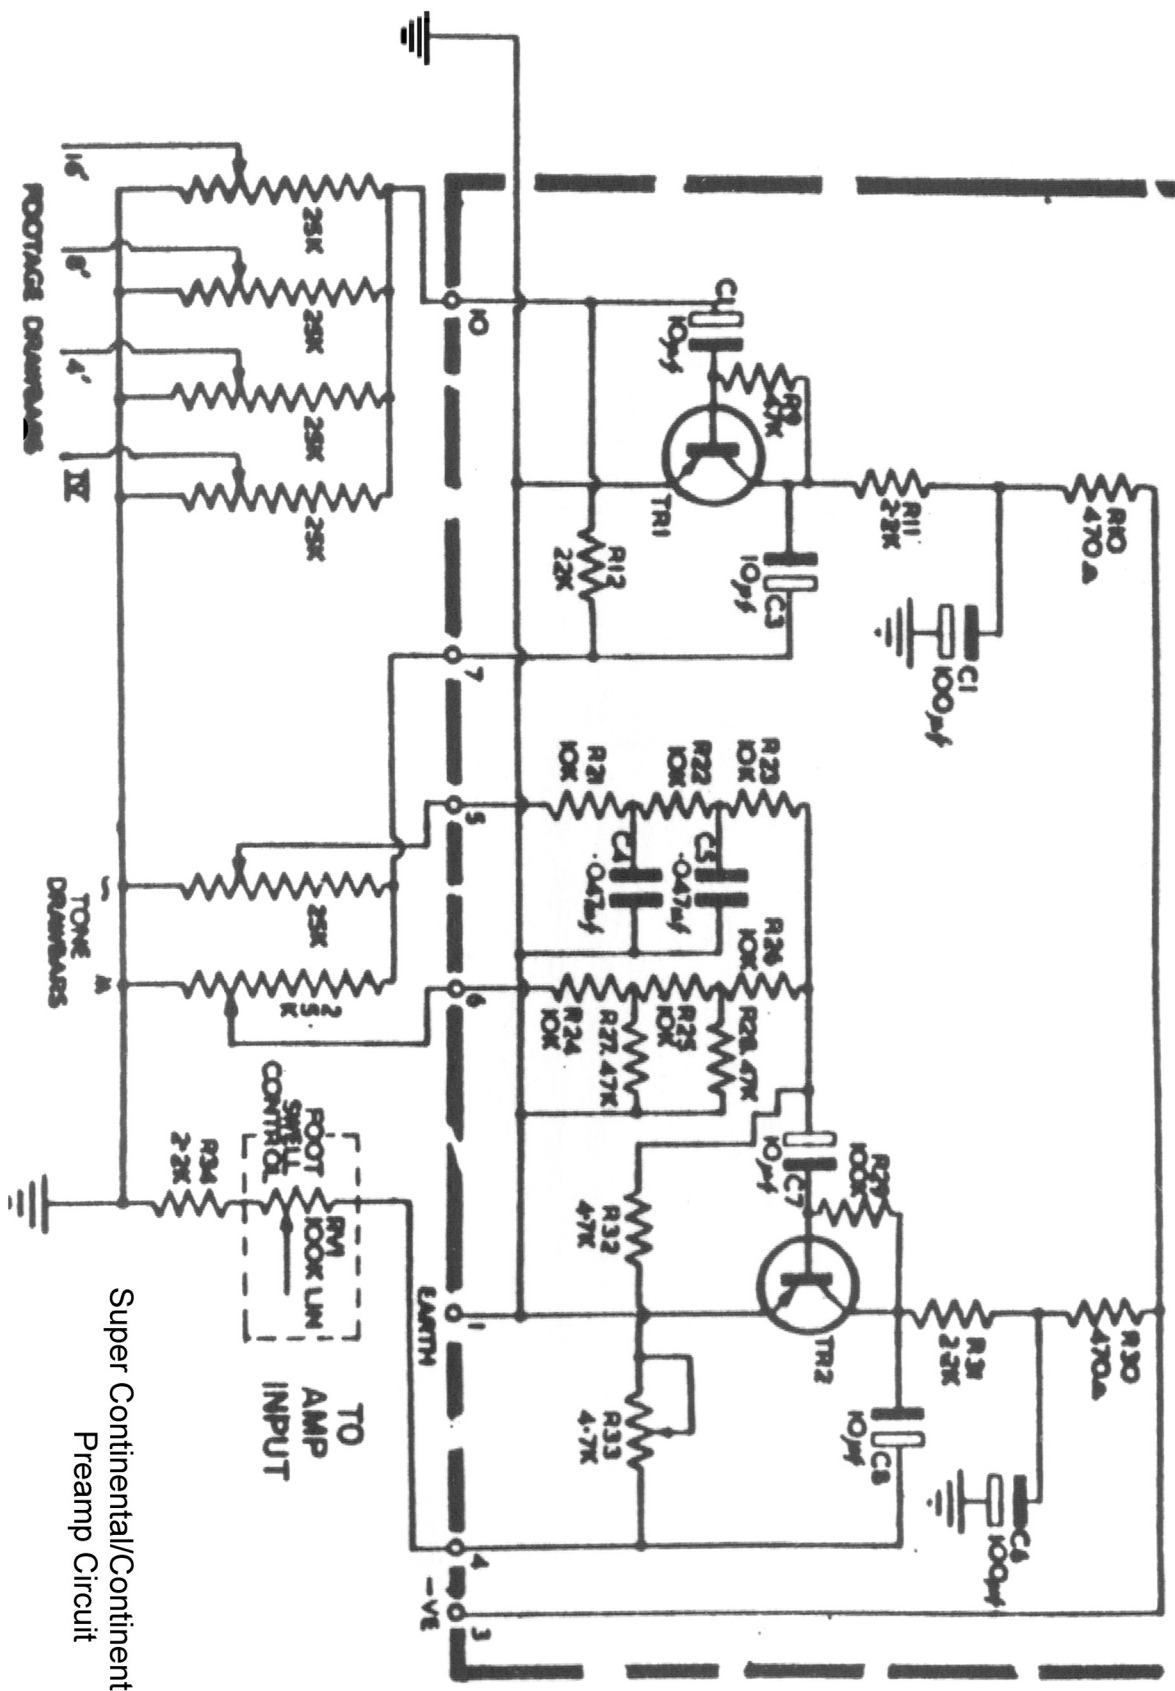 R10
470Ω
R30
470Ω
C1
100µf
C6
100µf
R11
2·2K
R31
2·2K
R9
47K
R29
100K
C1
10µf
C3
10µf
C7
10µf
C8
10µf
TR1
TR2
R23
10K
R26
10K
R28 47K
C5
·047µf
R22
10K
R25
10K
R27 47K
C4
·047µf
R21
10K
R24
10K
R12
22K
R32
4·7K
R33
4·7K
10
7
5
6
1
4
3
EARTH
-VE
25K
25K
25K
25K
25K
25K
RV1
100K LIN
FOOT
SWELL
CONTROL
TO
AMP
INPUT
R34
2·2K
16'
8'
4'
IV
FOOTAGE DRAWBARS
TONE
DRAWBARS
Super Continental/Continent
Preamp Circuit